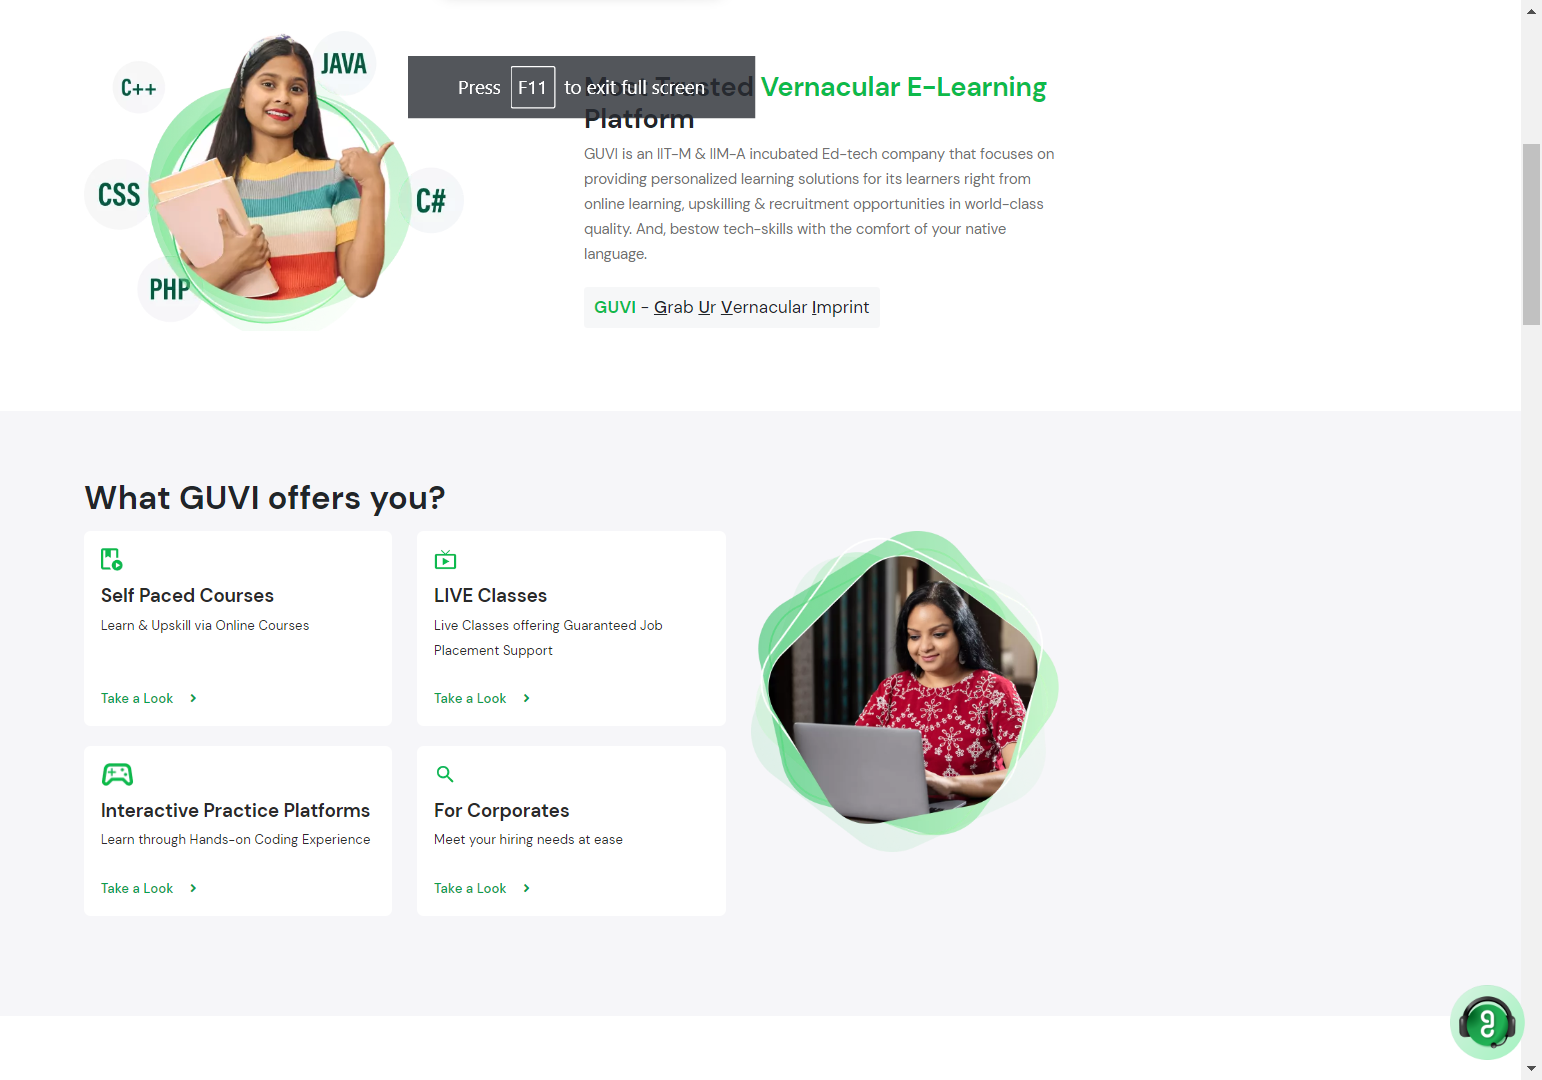 JAVA
C++
CSS
C#
PHP
Press F11 to exit full screen
Most Trusted Vernacular E-Learning
Platform
GUVI is an IIT-M & IIM-A incubated Ed-tech company that focuses on
providing personalized learning solutions for its learners right from
online learning, upskilling & recruitment opportunities in world-class
quality. And, bestow tech-skills with the comfort of your native
language.
GUVI - Grab Ur Vernacular Imprint
What GUVI offers you?
Self Paced Courses
Learn & Upskill via Online Courses
Take a Look
LIVE Classes
Live Classes offering Guaranteed Job
Placement Support
Take a Look
Interactive Practice Platforms
Learn through Hands-on Coding Experience
Take a Look
For Corporates
Meet your hiring needs at ease
Take a Look